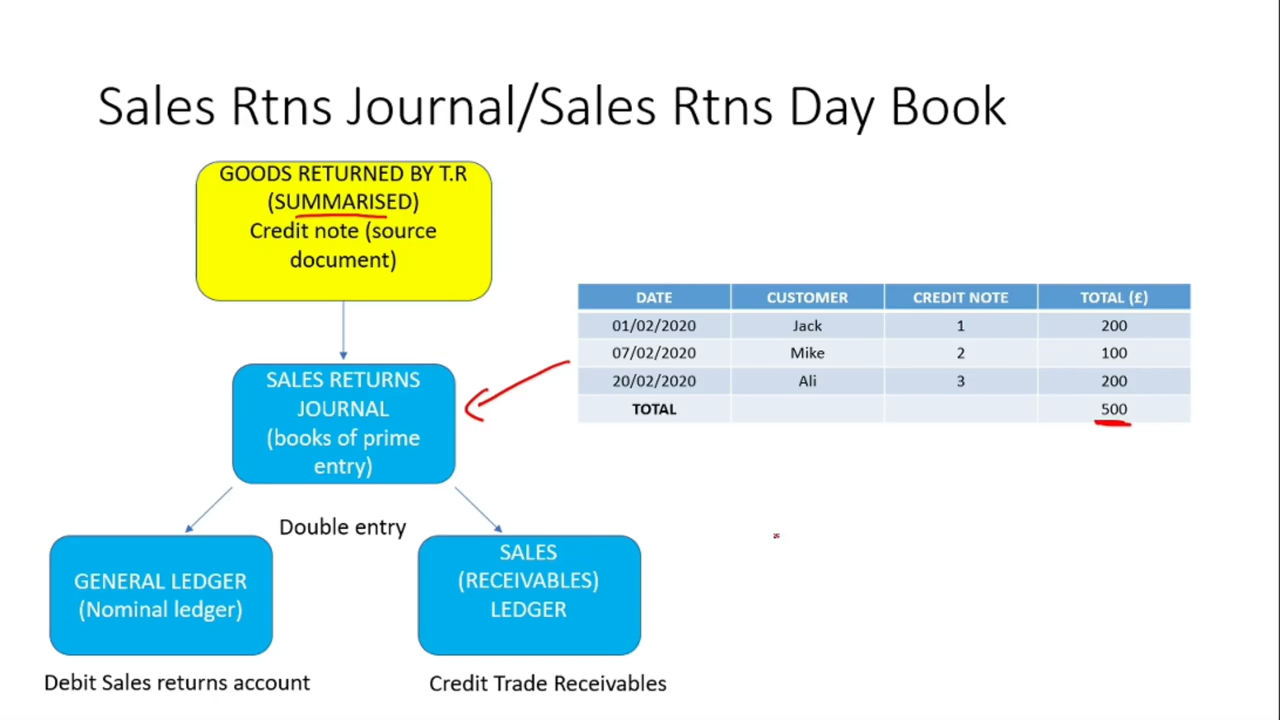 Sales Rtns Journal/Sales Rtns Day Book
GOODS RETURNED BY T.R
(SUMMARISED)
Credit note (source
document)
SALES RETURNS
JOURNAL
(books of prime
entry)
DATE CUSTOMER CREDIT NOTE TOTAL (£)
01/02/2020 Jack 1 200
07/02/2020 Mike 2 100
20/02/2020 Ali 3 200
TOTAL 500
Double entry
GENERAL LEDGER
(Nominal ledger)
SALES
(RECEIVABLES)
LEDGER
Debit Sales returns account
Credit Trade Receivables